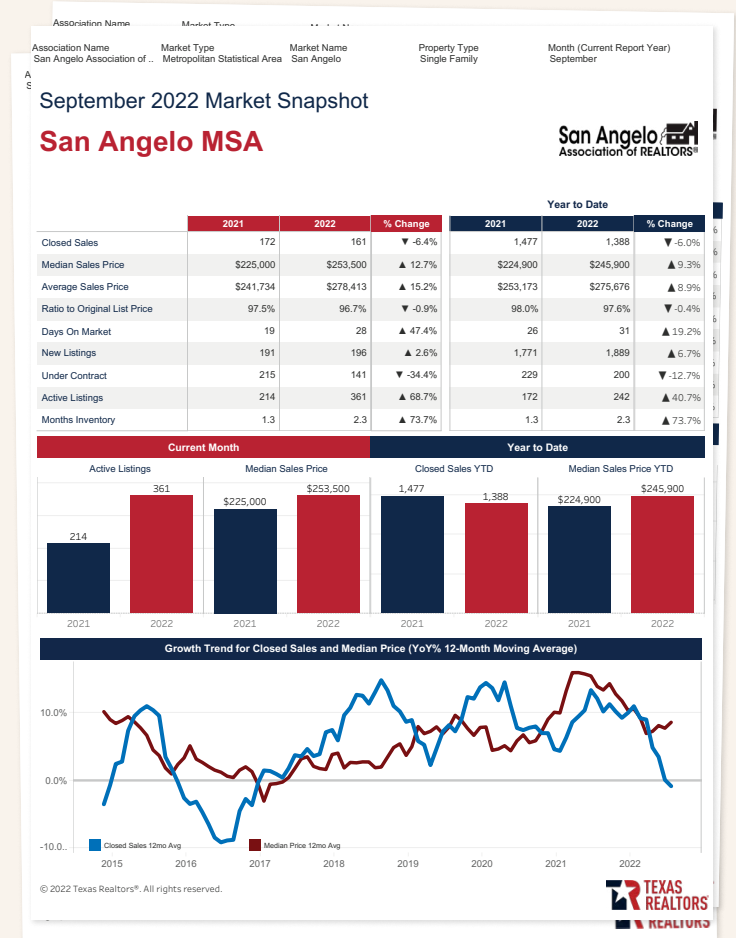 Association Name
Association Name Market Type Market Name Property Type Month (Current Report Year)
San Angelo Association of .. Metropolitan Statistical Area San Angelo Single Family September
September 2022 Market Snapshot
San Angelo MSA
San Angelo
Association of REALTORS®
Year to Date
2021 2022 % Change 2021 2022 % Change
Closed Sales 172 161 ▼ -6.4% 1,477 1,388 ▼ -6.0%
Median Sales Price $225,000 $253,500 ▲ 12.7% $224,900 $245,900 ▲ 9.3%
Average Sales Price $241,734 $278,413 ▲ 15.2% $253,173 $275,676 ▲ 8.9%
Ratio to Original List Price 97.5% 96.7% ▼ -0.9% 98.0% 97.6% ▼ -0.4%
Days On Market 19 28 ▲ 47.4% 26 31 ▲ 19.2%
New Listings 191 196 ▲ 2.6% 1,771 1,889 ▲ 6.7%
Under Contract 215 141 ▼ -34.4% 229 200 ▼ -12.7%
Active Listings 214 361 ▲ 68.7% 172 242 ▲ 40.7%
Months Inventory 1.3 2.3 ▲ 73.7% 1.3 2.3 ▲ 73.7%
Current Month Year to Date
Active Listings Median Sales Price Closed Sales YTD Median Sales Price YTD
214 361 $225,000 $253,500 1,477 1,388 $224,900 $245,900
2021 2022 2021 2022 2021 2022 2021 2022
Growth Trend for Closed Sales and Median Price (YoY% 12-Month Moving Average)
10.0%
0.0%
-10.0..
Closed Sales 12mo Avg Median Price 12mo Avg
2015 2016 2017 2018 2019 2020 2021 2022
© 2022 Texas Realtors®. All rights reserved.
TEXAS
REALTORS®
REALTORS